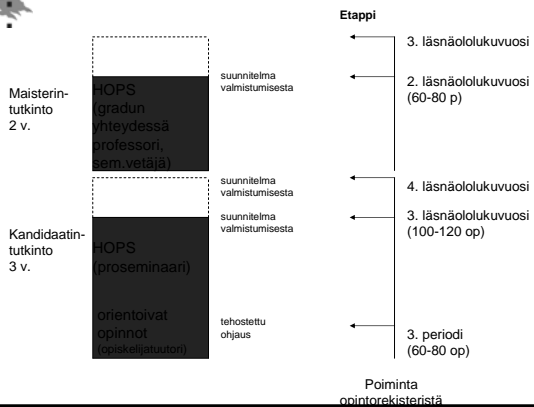 Etappi
3. läsnäololukuvuosi
Maisterin-
tutkinto
2 v.
HOPS
(gradun
yhteydessä
professori,
sem.vetäjä)
suunnitelma
valmistumisesta
2. läsnäololukuvuosi
(60-80 p)
suunnitelma
valmistumisesta
4. läsnäololukuvuosi
suunnitelma
valmistumisesta
3. läsnäololukuvuosi
(100-120 op)
Kandidaatin-
tutkinto
3 v.
HOPS
(proseminaari)
orientoivat
opinnot
(opiskelijatuutori)
tehostettu
ohjaus
3. periodi
(60-80 op)
Poiminta
opintorekisteristä